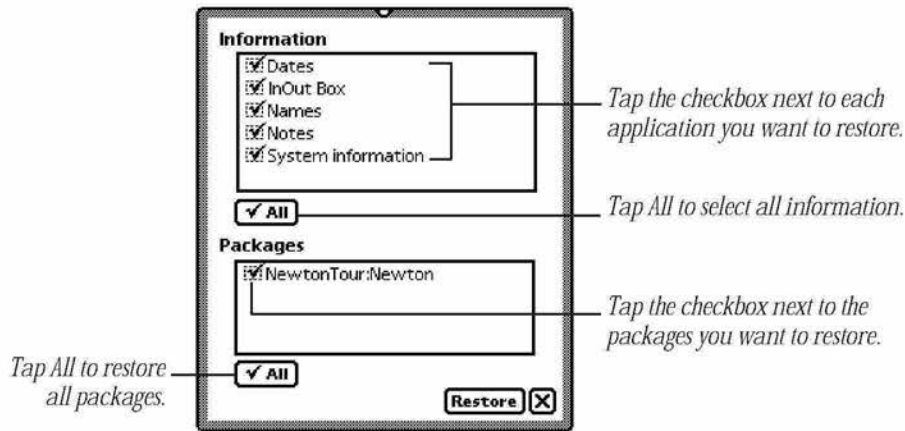 Information
Dates
InOut Box
Names
Notes
System information
Tap the checkbox next to each
application you want to restore.
✓ All
Tap All to select all information.
Packages
NewtonTour:Newton
Tap the checkbox next to the
packages you want to restore.
Tap All to restore
all packages.
✓ All
Restore X